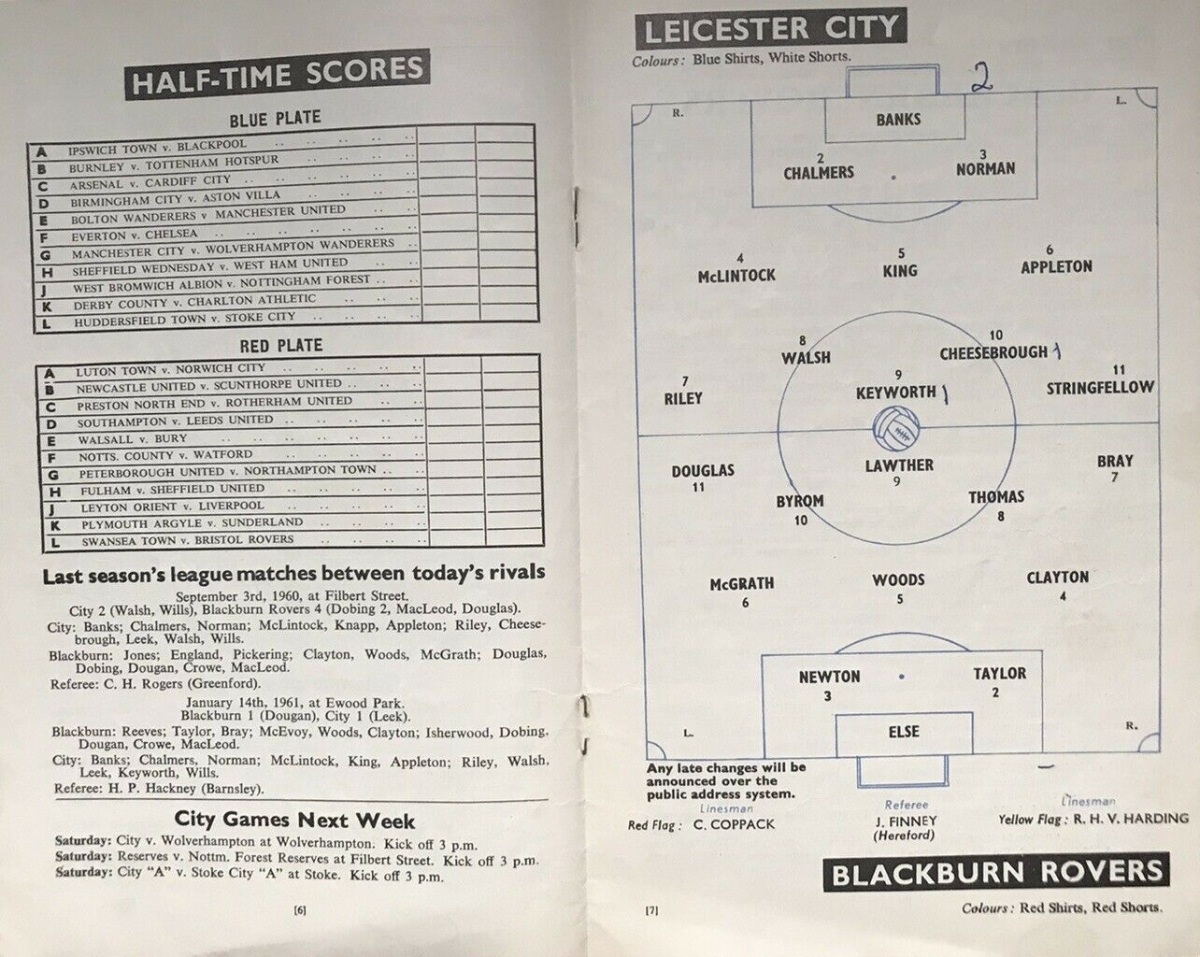 HALF-TIME SCORES
BLUE PLATE
A IPSWICH TOWN v. BLACKPOOL .. .. .. ..
B BURNLEY v. TOTTENHAM HOTSPUR .. .. ..
C ARSENAL v. CARDIFF CITY .. .. .. .. ..
D BIRMINGHAM CITY v. ASTON VILLA .. .. ..
E BOLTON WANDERERS v MANCHESTER UNITED .. ..
F EVERTON v. CHELSEA .. .. .. .. .. ..
G MANCHESTER CITY v. WOLVERHAMPTON WANDERERS ..
H SHEFFIELD WEDNESDAY v. WEST HAM UNITED .. ..
J WEST BROMWICH ALBION v. NOTTINGHAM FOREST .. ..
K DERBY COUNTY v. CHARLTON ATHLETIC .. .. ..
L HUDDERSFIELD TOWN v. STOKE CITY .. .. .. ..
RED PLATE
A LUTON TOWN v. NORWICH CITY .. .. .. ..
B NEWCASTLE UNITED v. SCUNTHORPE UNITED .. .. ..
C PRESTON NORTH END v. ROTHERHAM UNITED .. ..
D SOUTHAMPTON v. LEEDS UNITED .. .. .. ..
E WALSALL v. BURY .. .. .. .. .. ..
F NOTTS. COUNTY v. WATFORD .. .. .. ..
G PETERBOROUGH UNITED v. NORTHAMPTON TOWN .. ..
H FULHAM v. SHEFFIELD UNITED .. .. .. ..
J LEYTON ORIENT v. LIVERPOOL .. .. .. ..
K PLYMOUTH ARGYLE v. SUNDERLAND .. .. ..
L SWANSEA TOWN v. BRISTOL ROVERS .. .. .. ..
Last season's league matches between today's rivals
September 3rd, 1960, at Filbert Street.
City 2 (Walsh, Wills), Blackburn Rovers 4 (Dobing 2, MacLeod, Douglas).
City: Banks; Chalmers, Norman; McLintock, Knapp, Appleton; Riley, Cheese-
brough, Leek, Walsh, Wills.
Blackburn: Jones; England, Pickering; Clayton, Woods, McGrath; Douglas,
Dobing, Dougan, Crowe, MacLeod.
Referee: C. H. Rogers (Greenford).
January 14th, 1961, at Ewood Park.
Blackburn 1 (Dougan), City 1 (Leek).
Blackburn: Reeves; Taylor, Bray; McEvoy, Woods, Clayton; Isherwood, Dobing.
Dougan, Crowe, MacLeod.
City: Banks; Chalmers, Norman; McLintock, King, Appleton; Riley, Walsh.
Leek, Keyworth, Wills.
Referee: H. P. Hackney (Barnsley).
City Games Next Week
Saturday: City v. Wolverhampton at Wolverhampton. Kick off 3 p.m.
Saturday: Reserves v. Nottm. Forest Reserves at Filbert Street. Kick off 3 p.m.
Saturday: City "A" v. Stoke City "A" at Stoke. Kick off 3 p.m.
[6]
LEICESTER CITY
Colours: Blue Shirts, White Shorts.
2
R. L.
BANKS
2 3
CHALMERS NORMAN
4 5 6
McLINTOCK KING APPLETON
8 10
WALSH CHEESEBROUGH 1
7 9 11
RILEY KEYWORTH 1 STRINGFELLOW
DOUGLAS LAWTHER BRAY
11 9 7
BYROM THOMAS
10 8
McGRATH WOODS CLAYTON
6 5 4
NEWTON TAYLOR
3 2
ELSE
L. R.
Any late changes will be
announced over the
public address system.
Linesman Referee Linesman
Red Flag: C. COPPACK J. FINNEY Yellow Flag: R. H. V. HARDING
(Hereford)
BLACKBURN ROVERS
Colours: Red Shirts, Red Shorts.
[7]